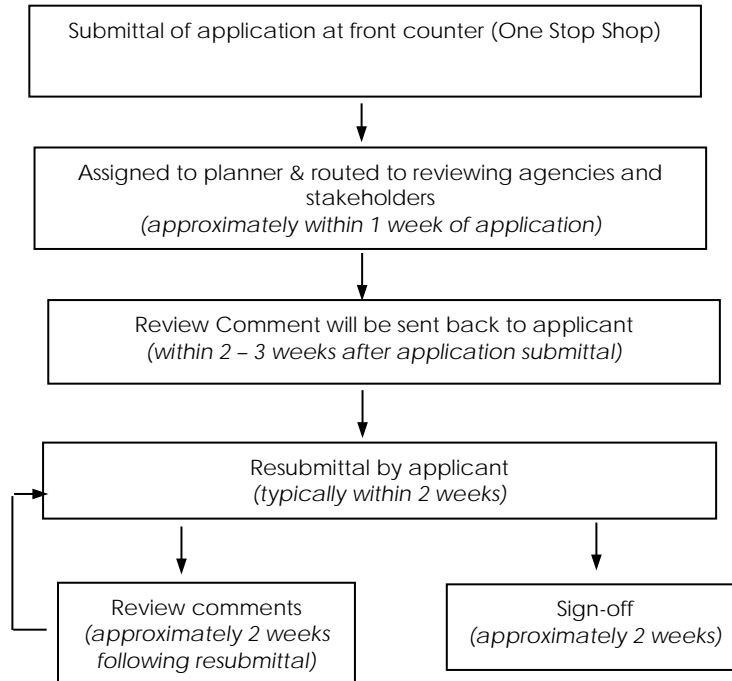 Submittal of application at front counter (One Stop Shop)
Assigned to planner & routed to reviewing agencies and
stakeholders
(approximately within 1 week of application)
Review Comment will be sent back to applicant
(within 2 – 3 weeks after application submittal)
Resubmittal by applicant
(typically within 2 weeks)
Review comments
(approximately 2 weeks
following resubmittal)
Sign-off
(approximately 2 weeks)